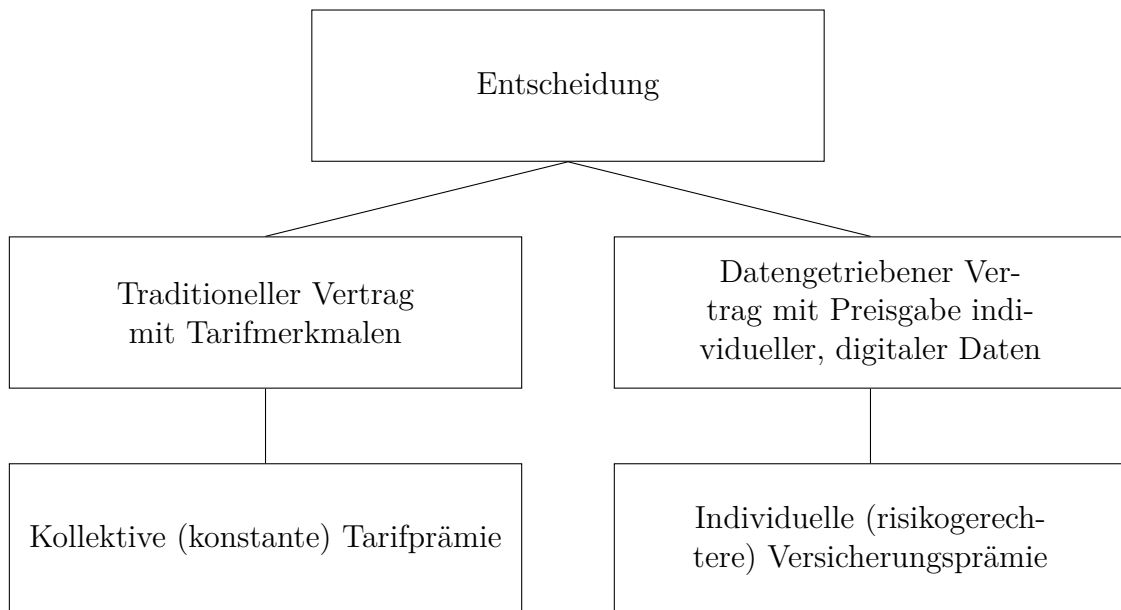 Entscheidung
Traditioneller Vertrag
mit Tarifmerkmalen
Datengetriebener Ver-
trag mit Preisgabe indi-
vidueller, digitaler Daten
Kollektive (konstante) Tarifprämie
Individuelle (risikogerech-
tere) Versicherungsprämie